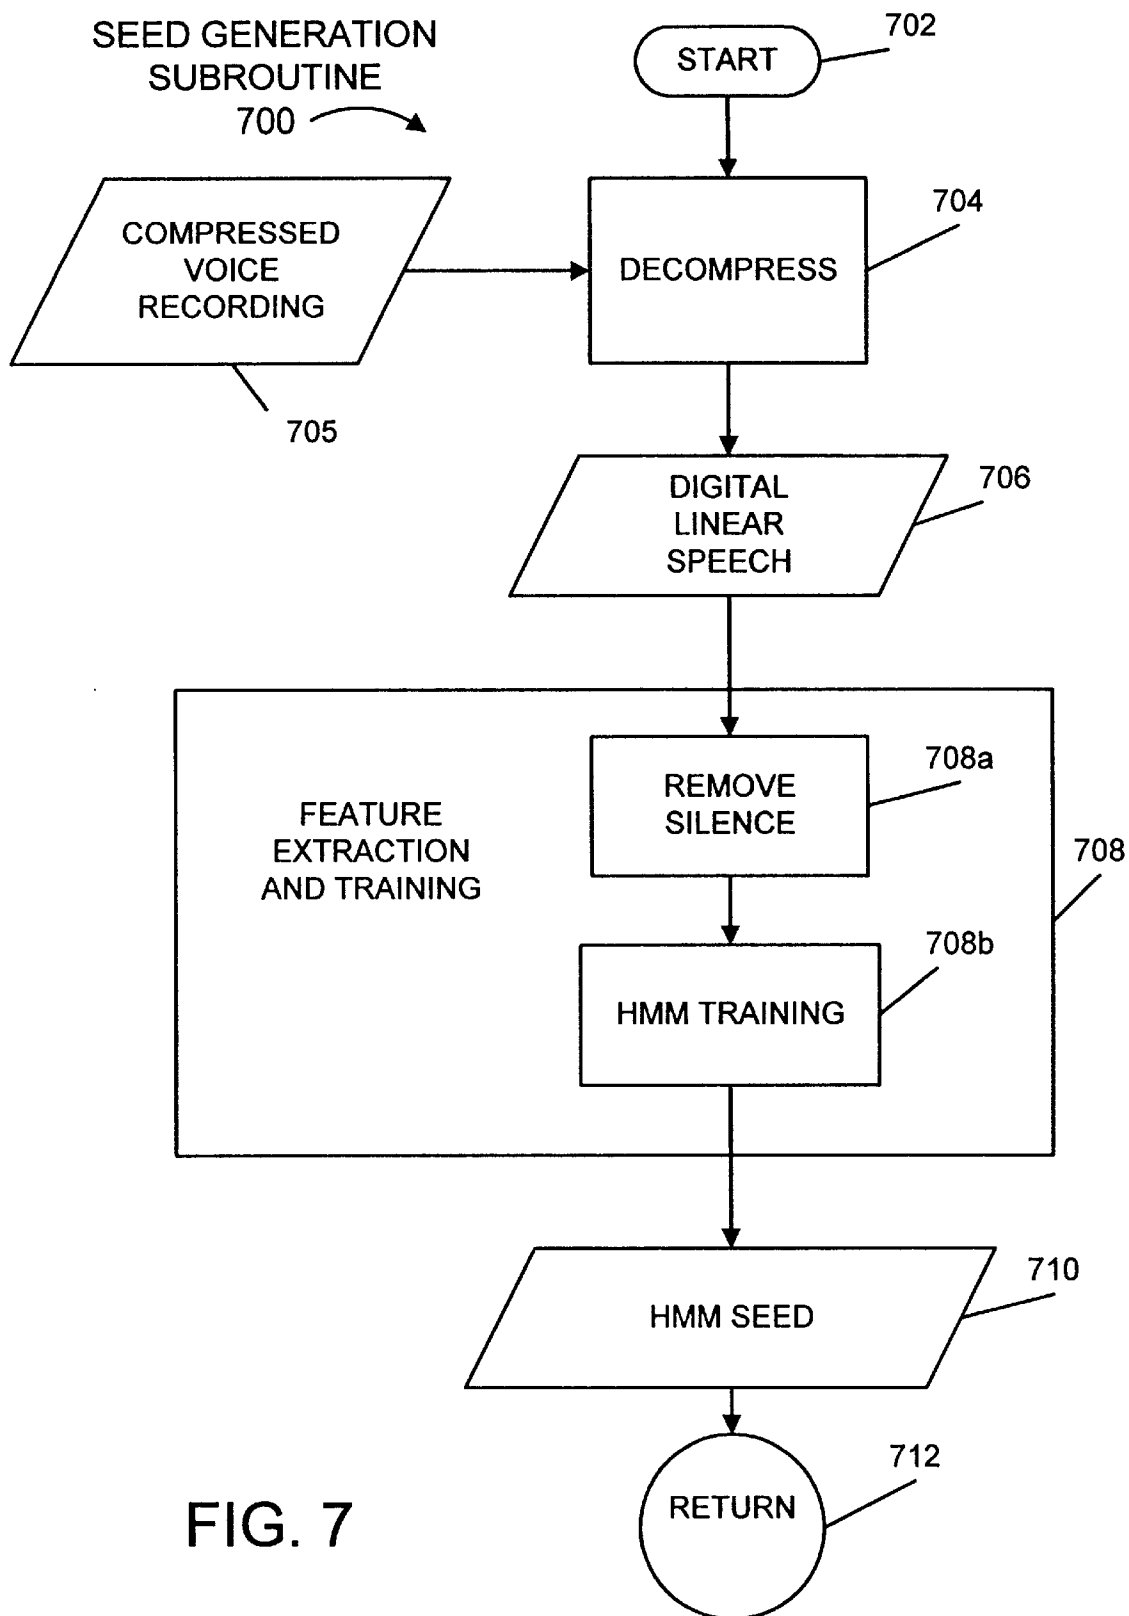 SEED GENERATION
SUBROUTINE
700
START
702
COMPRESSED
VOICE
RECORDING
705
DECOMPRESS
704
DIGITAL
LINEAR
SPEECH
706
FEATURE
EXTRACTION
AND TRAINING
REMOVE
SILENCE
708a
708
HMM TRAINING
708b
HMM SEED
710
RETURN
712
FIG. 7